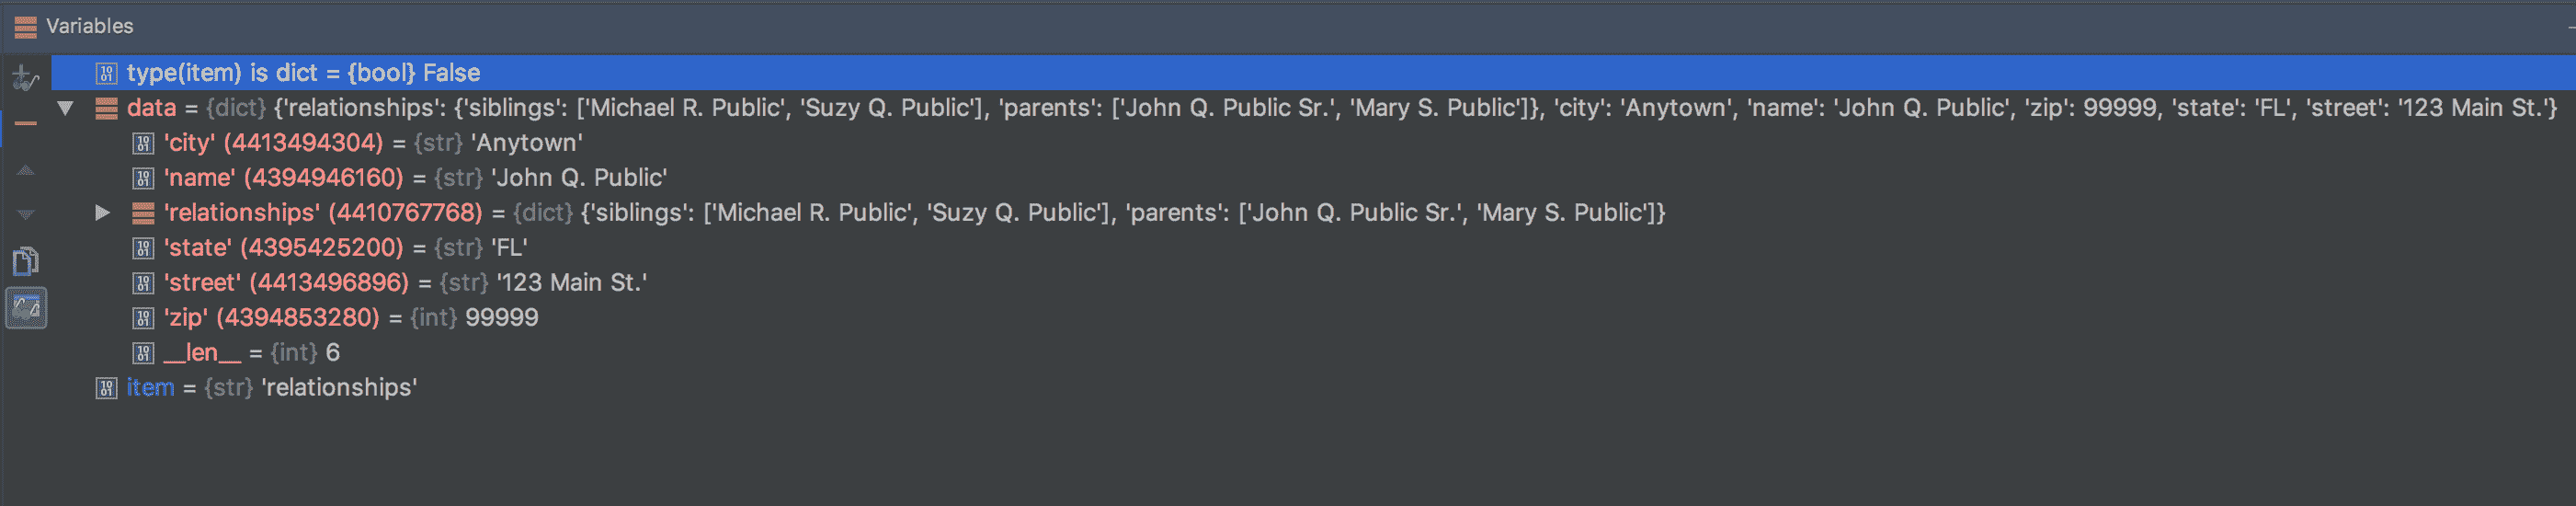 Variables
type(item) is dict = {bool} False
data = {dict} {'relationships': {'siblings': ['Michael R. Public', 'Suzy Q. Public'], 'parents': ['John Q. Public Sr.', 'Mary S. Public']}, 'city': 'Anytown', 'name': 'John Q. Public', 'zip': 99999, 'state': 'FL', 'street': '123 Main St.'}
'city' (4413494304) = {str} 'Anytown'
'name' (4394946160) = {str} 'John Q. Public'
'relationships' (4410767768) = {dict} {'siblings': ['Michael R. Public', 'Suzy Q. Public'], 'parents': ['John Q. Public Sr.', 'Mary S. Public']}
'state' (4395425200) = {str} 'FL'
'street' (4413496896) = {str} '123 Main St.'
'zip' (4394853280) = {int} 99999
__len__ = {int} 6
item = {str} 'relationships'